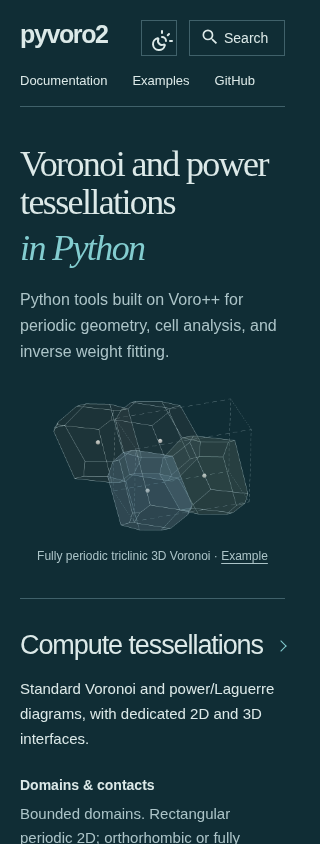 pyvoro2
Search
Documentation Examples GitHub
Voronoi and power
tessellations
in Python
Python tools built on Voro++ for
periodic geometry, cell analysis, and
inverse weight fitting.
Fully periodic triclinic 3D Voronoi · Example
Compute tessellations
Standard Voronoi and power/Laguerre
diagrams, with dedicated 2D and 3D
interfaces.
Domains & contacts
Bounded domains. Rectangular
periodic 2D; orthorhombic or fully